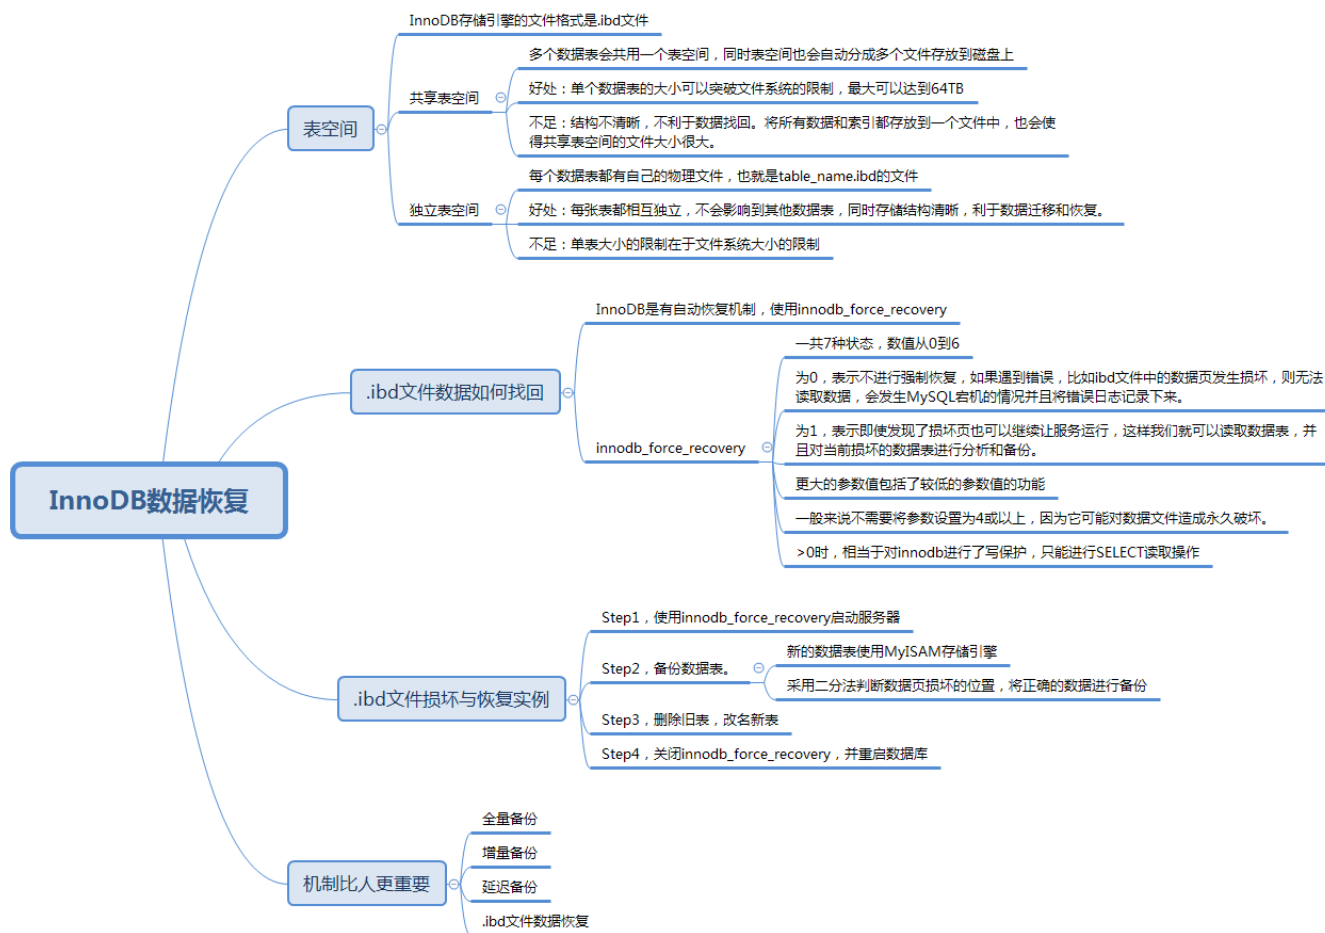 InnoDB数据恢复
表空间
InnoDB存储引擎的文件格式是.ibd文件
共享表空间
多个数据表会共用一个表空间，同时表空间也会自动分成多个文件存放到磁盘上
好处：单个数据表的大小可以突破文件系统的限制，最大可以达到64TB
不足：结构不清晰，不利于数据找回。将所有数据和索引都存放到一个文件中，也会使
得共享表空间的文件大小很大。
独立表空间
每个数据表都有自己的物理文件，也就是table_name.ibd的文件
好处：每张表都相互独立，不会影响到其他数据表，同时存储结构清晰，利于数据迁移和恢复。
不足：单表大小的限制在于文件系统大小的限制
.ibd文件数据如何找回
InnoDB是有自动恢复机制，使用innodb_force_recovery
innodb_force_recovery
一共7种状态，数值从0到6
为0，表示不进行强制恢复，如果遇到错误，比如ibd文件中的数据页发生损坏，则无法
读取数据，会发生MySQL宕机的情况并且将错误日志记录下来。
为1，表示即使发现了损坏页也可以继续让服务运行，这样我们就可以读取数据表，并
且对当前损坏的数据表进行分析和备份。
更大的参数值包括了较低的参数值的功能
一般来说不需要将参数设置为4或以上，因为它可能对数据文件造成永久破坏。
>0时，相当于对innodb进行了写保护，只能进行SELECT读取操作
.ibd文件损坏与恢复实例
Step1，使用innodb_force_recovery启动服务器
Step2，备份数据表。
新的数据表使用MyISAM存储引擎
采用二分法判断数据页损坏的位置，将正确的数据进行备份
Step3，删除旧表，改名新表
Step4，关闭innodb_force_recovery，并重启数据库
机制比人更重要
全量备份
增量备份
延迟备份
.ibd文件数据恢复